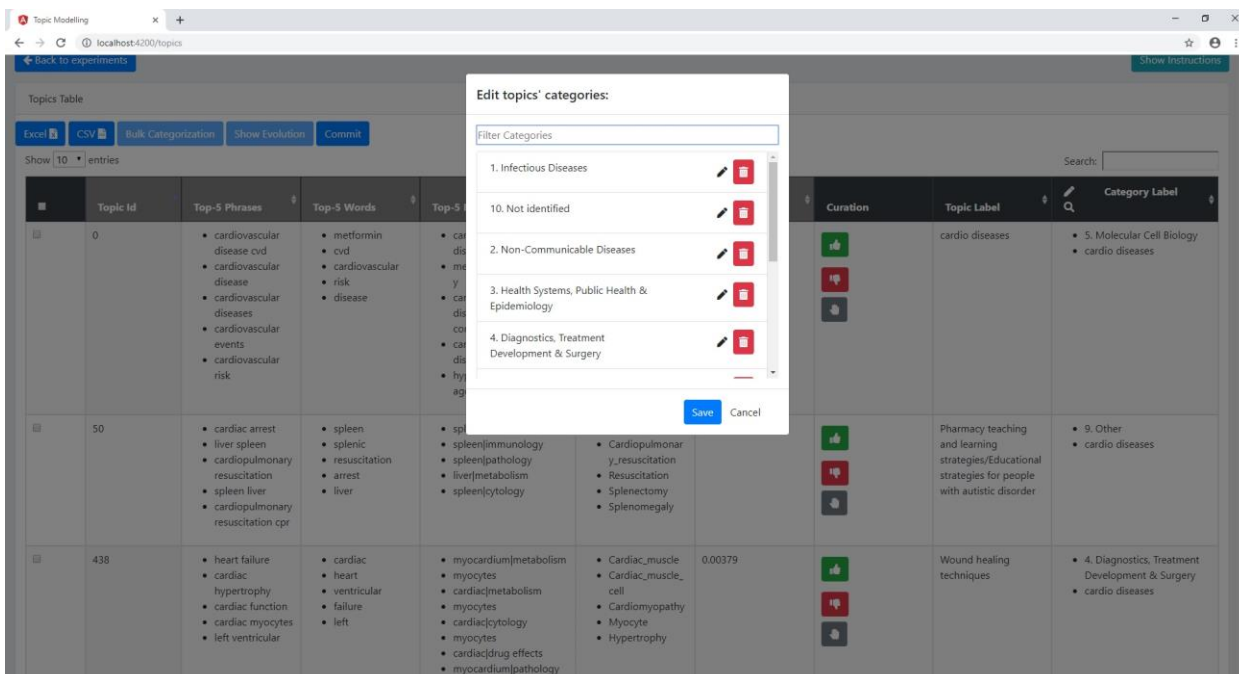 Topic Modelling
localhost:4200/topics
Back to experiments
Show Instructions
Topics Table
Excel
CSV
Bulk Categorization
Show Evolution
Commit
Show 10 entries
Search:
Edit topics' categories:
Filter Categories
1. Infectious Diseases
10. Not identified
2. Non-Communicable Diseases
3. Health Systems, Public Health &
Epidemiology
4. Diagnostics, Treatment
Development & Surgery
Save
Cancel
Topic Id
Top-5 Phrases
Top-5 Words
Curation
Topic Label
Category Label
0
cardiovascular
disease cvd
cardiovascular
disease
cardiovascular
diseases
cardiovascular
events
cardiovascular
risk
metformin
cvd
cardiovascular
risk
disease
cardio diseases
5. Molecular Cell Biology
cardio diseases
50
cardiac arrest
liver spleen
cardiopulmonary
resuscitation
spleen liver
cardiopulmonary
resuscitation cpr
spleen
splenic
resuscitation
arrest
liver
spleen|immunology
spleen|pathology
liver|metabolism
spleen|cytology
Cardiopulmonar
y_resuscitation
Resuscitation
Splenectomy
Splenomegaly
Pharmacy teaching
and learning
strategies/Educational
strategies for people
with autistic disorder
9. Other
cardio diseases
438
heart failure
cardiac
hypertrophy
cardiac function
cardiac myocytes
left ventricular
cardiac
heart
ventricular
failure
left
myocardium|metabolism
myocytes
cardiac|metabolism
myocytes
cardiac|cytology
myocytes
cardiac|drug effects
myocardium|pathology
Cardiac_muscle
Cardiac_muscle_
cell
Cardiomyopathy
Myocyte
Hypertrophy
0.00379
Wound healing
techniques
4. Diagnostics, Treatment
Development & Surgery
cardio diseases